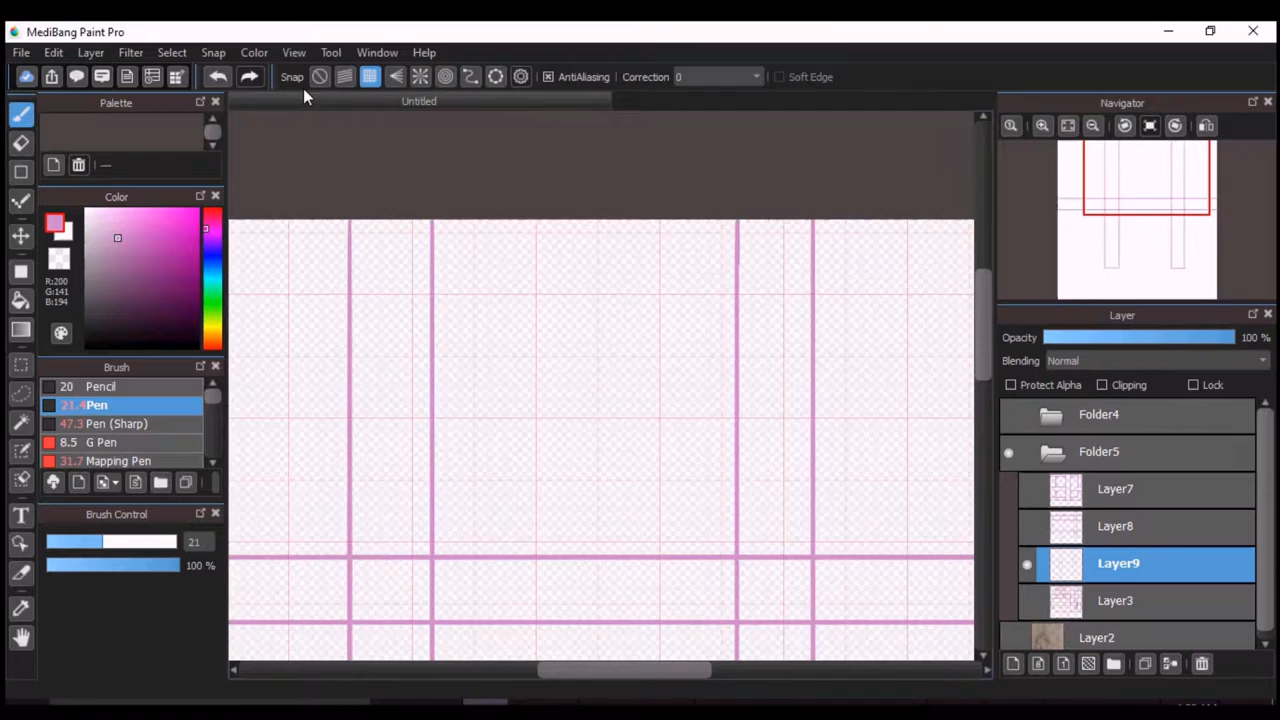 MediBang Paint Pro
File Edit Layer Filter Select Snap Color View Tool Window Help
Snap AntiAliasing Correction 0 Soft Edge
Palette
Untitled
Navigator
Color
R:200
G:141
B:194
Layer
Opacity 100 %
Blending Normal
Protect Alpha Clipping Lock
Brush
20 Pencil
21.4 Pen
47.3 Pen (Sharp)
8.5 G Pen
31.7 Mapping Pen
Folder4
Folder5
Layer7
Layer8
Layer9
Layer3
Layer2
Brush Control
21
100 %